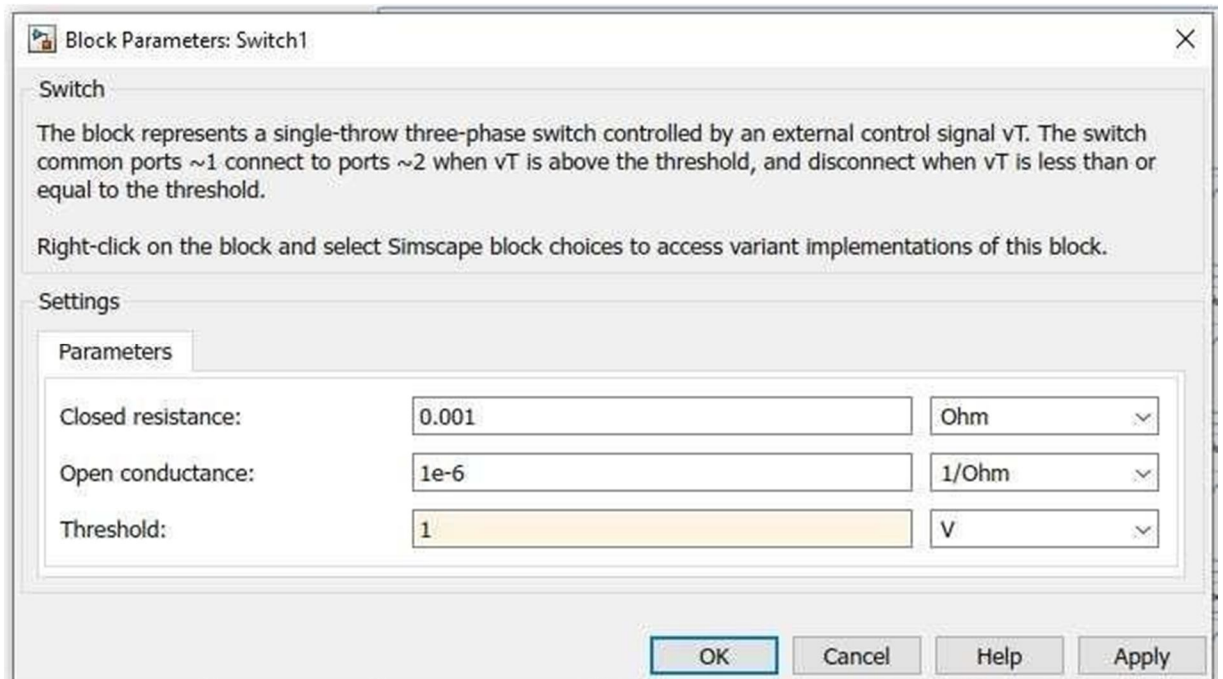 Block Parameters: Switch1
Switch
The block represents a single-throw three-phase switch controlled by an external control signal vT. The switch
common ports ~1 connect to ports ~2 when vT is above the threshold, and disconnect when vT is less than or
equal to the threshold.
Right-click on the block and select Simscape block choices to access variant implementations of this block.
Settings
Parameters
Closed resistance: 0.001 Ohm
Open conductance: 1e-6 1/Ohm
Threshold: 1 V
OK Cancel Help Apply